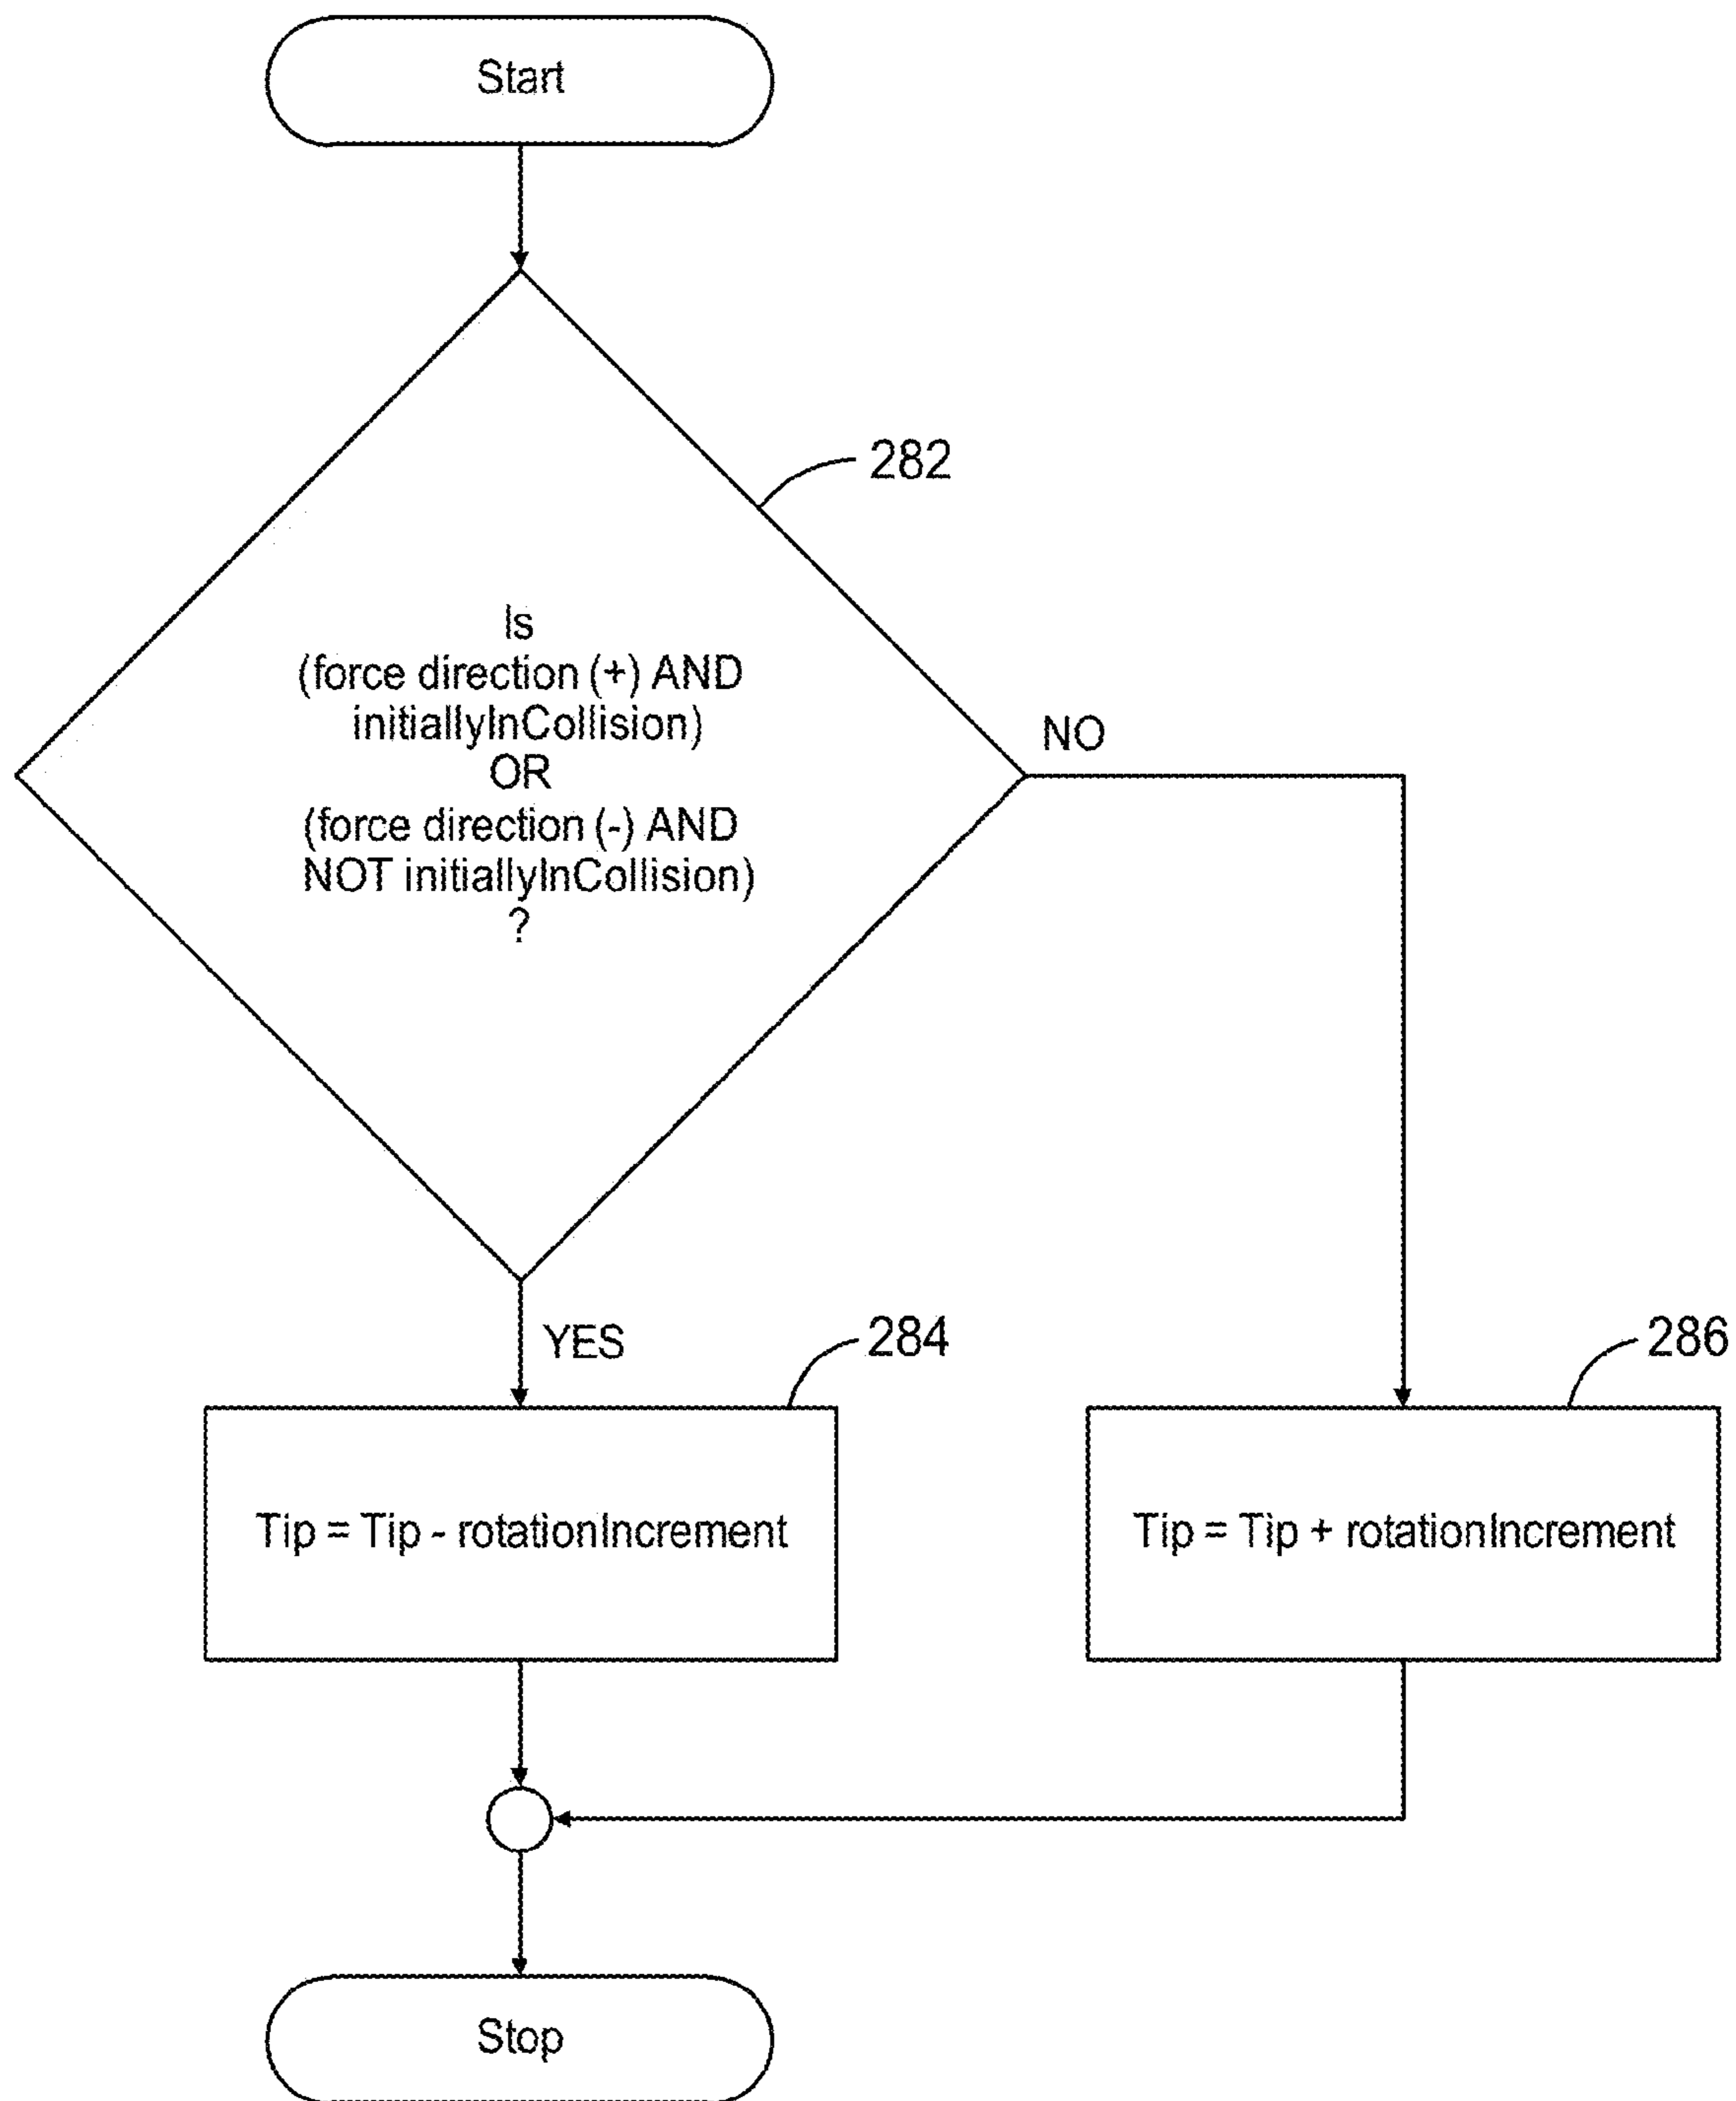 Start
282
Is
(force direction (+) AND
initiallyInCollision)
OR
(force direction (-) AND
NOT initiallyInCollision)
?
NO
YES
284
286
Tip = Tip - rotationIncrement
Tip = Tip + rotationIncrement
Stop